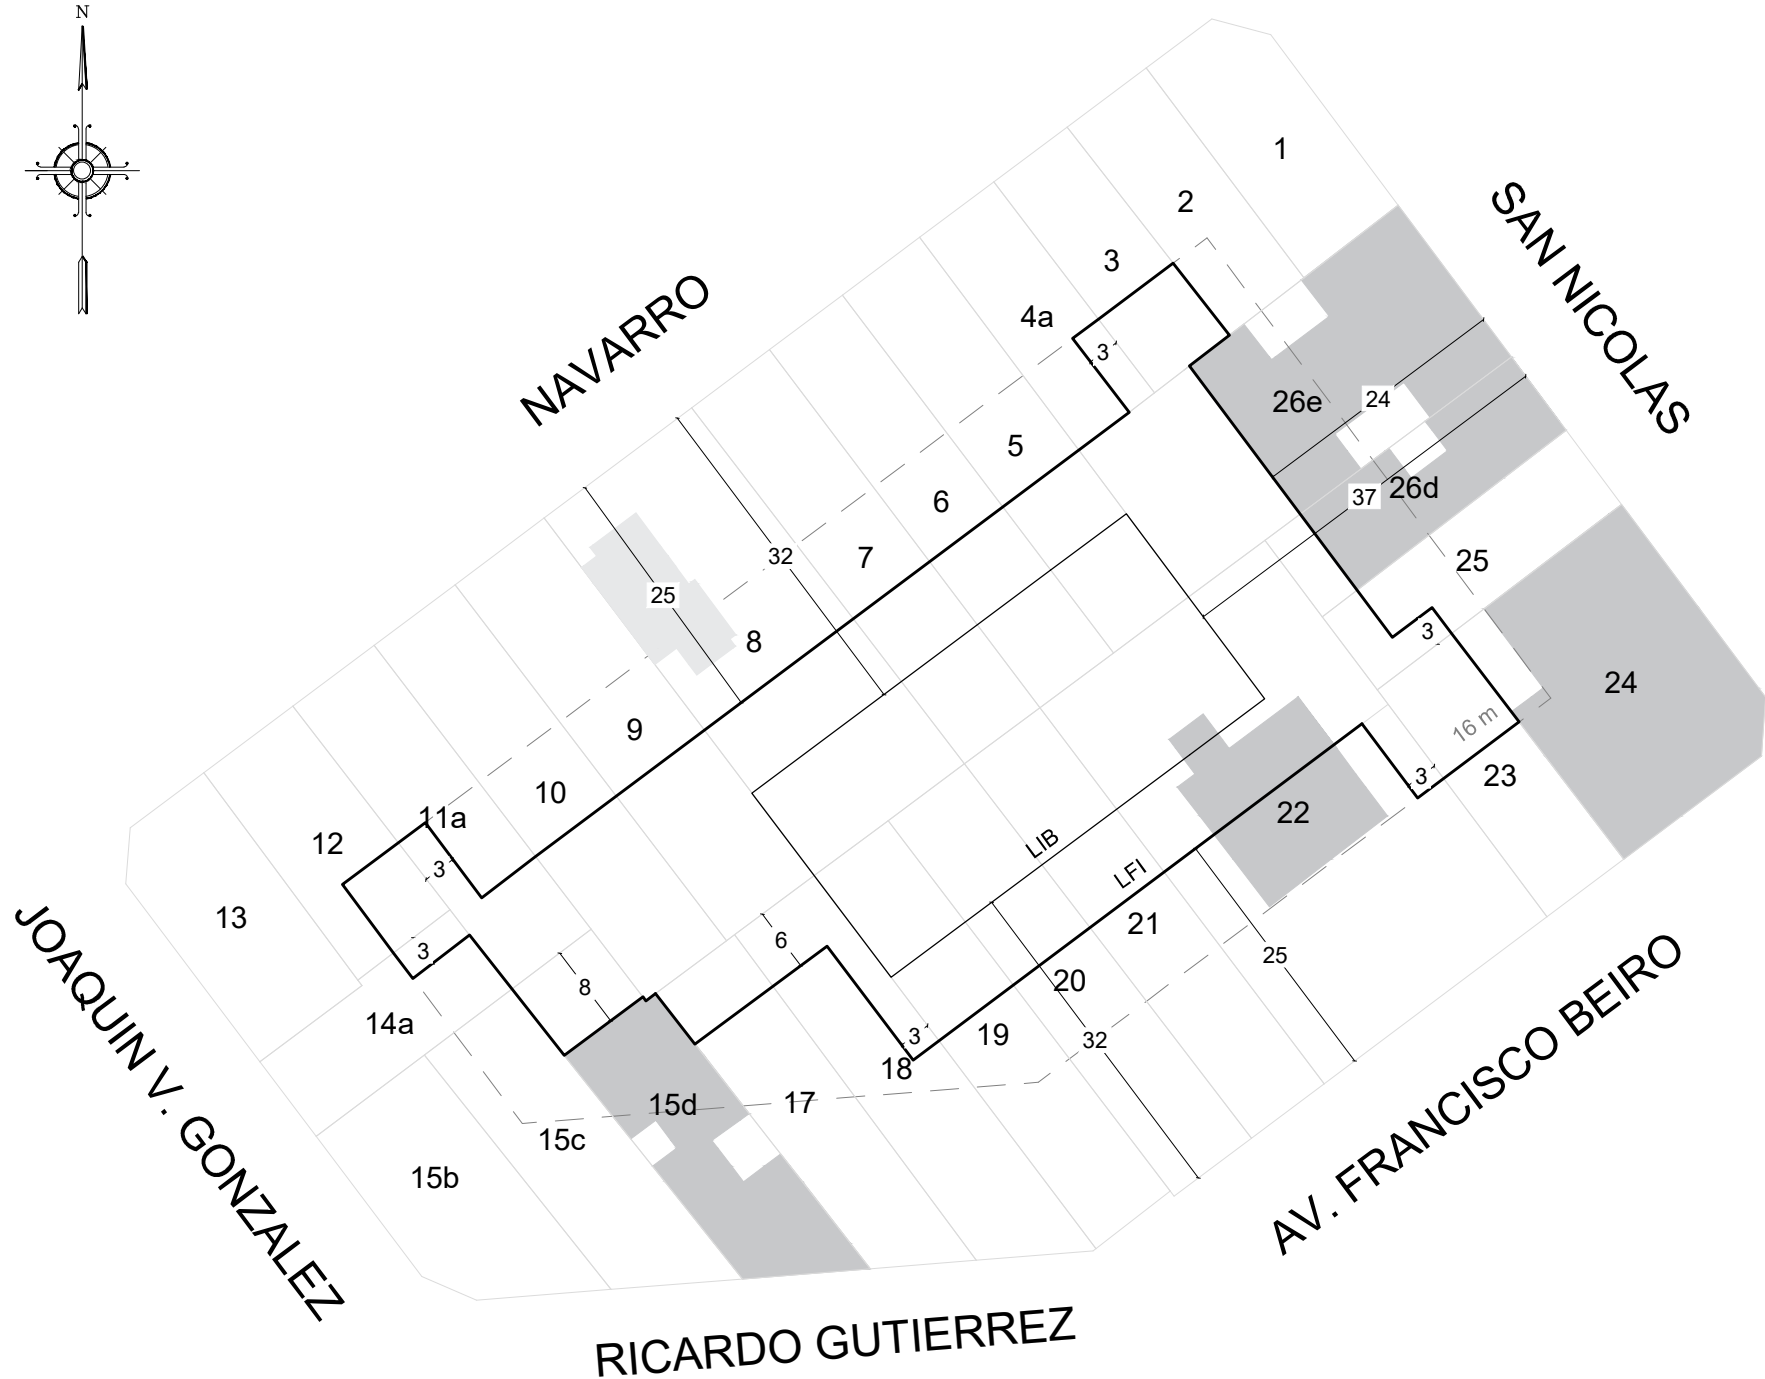 N
1
2
3
4a
3
NAVARRO
SAN NICOLAS
26e
24
5
6
37
26d
7
32
25
25
8
3
24
9
16 m
10
11a
12
3
23
3
22
LIB
LFI
13
3
21
6
8
20
25
14a
3
19
18
32
15d
17
15c
15b
JOAQUIN V. GONZALEZ
AV. FRANCISCO BEIRO
RICARDO GUTIERREZ